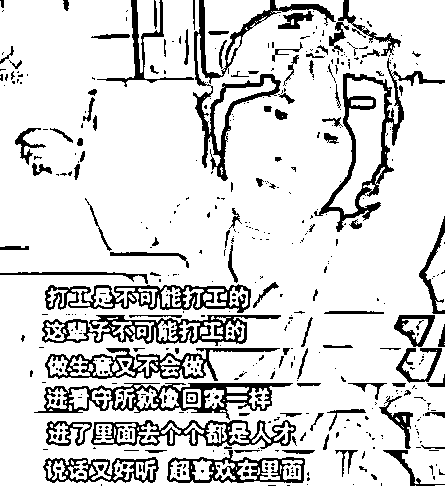 打工是不可能打工的
这辈子不可能打工的
做生意又不会做
进看守所就像回家一样
进了里面去个个都是人才
说话又好听 超喜欢在里面